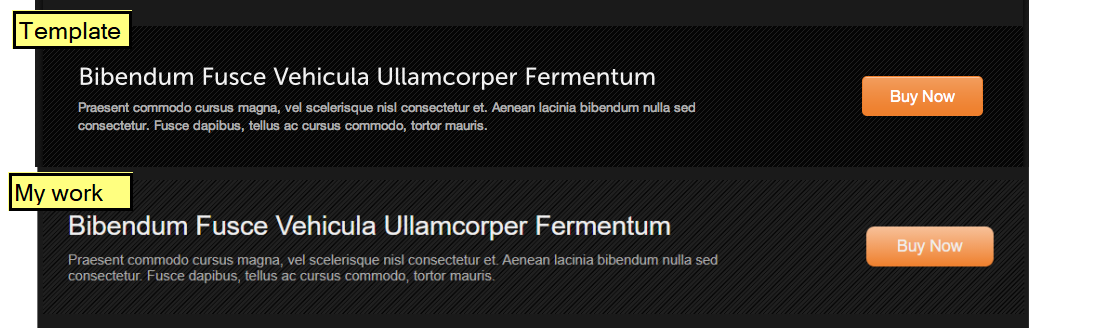 Template
Bibendum Fusce Vehicula Ullamcorper Fermentum
Praesent commodo cursus magna, vel scelerisque nisl consectetur et. Aenean lacinia bibendum nulla sed
consectetur. Fusce dapibus, tellus ac cursus commodo, tortor mauris.
Buy Now
My work
Bibendum Fusce Vehicula Ullamcorper Fermentum
Praesent commodo cursus magna, vel scelerisque nisl consectetur et. Aenean lacinia bibendum nulla sed
consectetur. Fusce dapibus, tellus ac cursus commodo, tortor mauris.
Buy Now